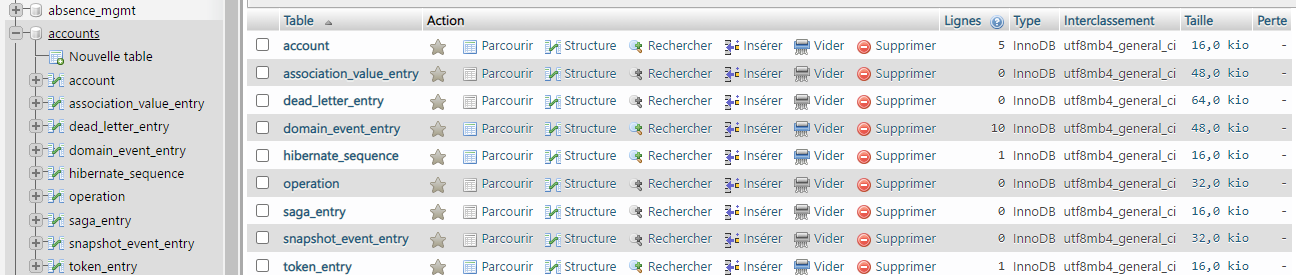 absence_mgmt
accounts
Nouvelle table
account
association_value_entry
dead_letter_entry
domain_event_entry
hibernate_sequence
operation
saga_entry
snapshot_event_entry
token_entry
Table Action Lignes Type Interclassement Taille Perte
account Parcourir Structure Rechercher Insérer Vider Supprimer 5 InnoDB utf8mb4_general_ci 16,0 kio -
association_value_entry Parcourir Structure Rechercher Insérer Vider Supprimer 0 InnoDB utf8mb4_general_ci 48,0 kio -
dead_letter_entry Parcourir Structure Rechercher Insérer Vider Supprimer 0 InnoDB utf8mb4_general_ci 64,0 kio -
domain_event_entry Parcourir Structure Rechercher Insérer Vider Supprimer 10 InnoDB utf8mb4_general_ci 48,0 kio -
hibernate_sequence Parcourir Structure Rechercher Insérer Vider Supprimer 1 InnoDB utf8mb4_general_ci 16,0 kio -
operation Parcourir Structure Rechercher Insérer Vider Supprimer 0 InnoDB utf8mb4_general_ci 32,0 kio -
saga_entry Parcourir Structure Rechercher Insérer Vider Supprimer 0 InnoDB utf8mb4_general_ci 16,0 kio -
snapshot_event_entry Parcourir Structure Rechercher Insérer Vider Supprimer 0 InnoDB utf8mb4_general_ci 32,0 kio -
token_entry Parcourir Structure Rechercher Insérer Vider Supprimer 1 InnoDB utf8mb4_general_ci 16,0 kio -